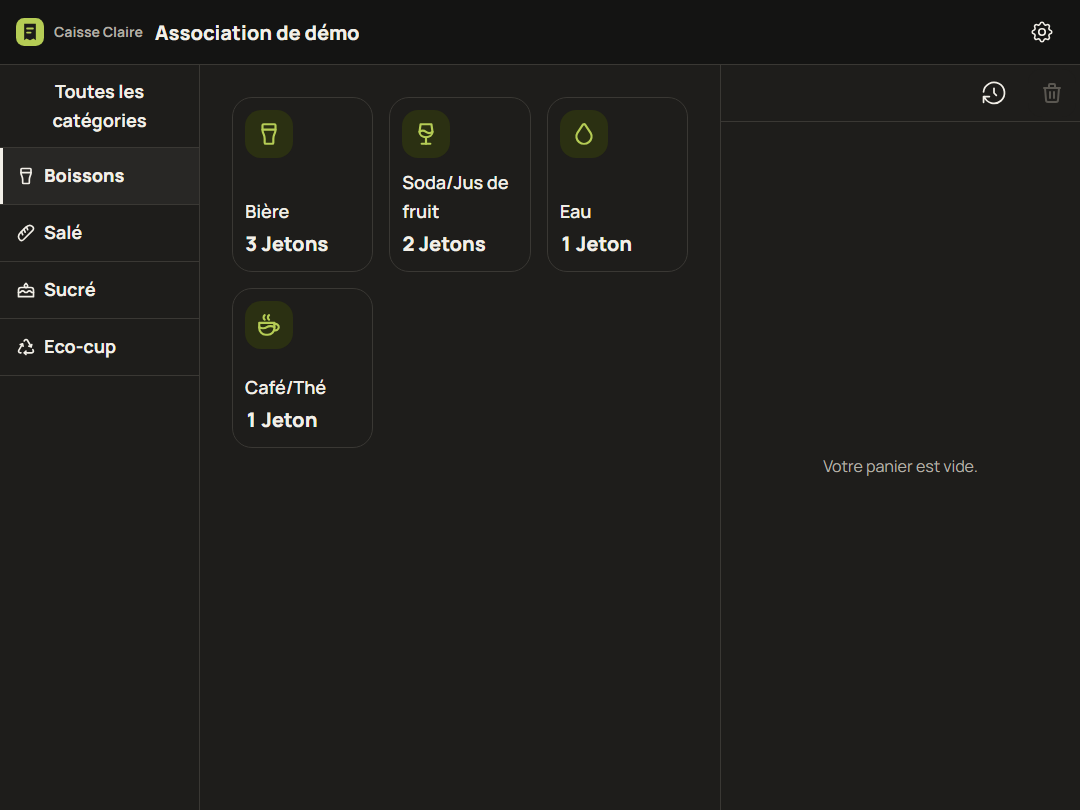 Caisse Claire Association de démo
Toutes les
catégories
Boissons
Salé
Sucré
Eco-cup
Bière
3 Jetons
Soda/Jus de
fruit
2 Jetons
Eau
1 Jeton
Café/Thé
1 Jeton
Votre panier est vide.